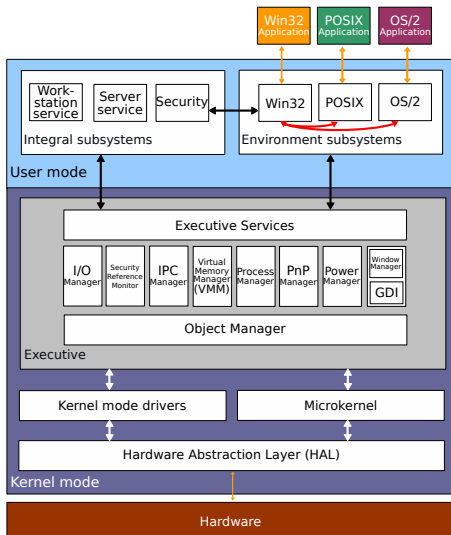 Win32
Application
POSIX
Application
OS/2
Application
Work-
station
service
Server
service
Security
Win32
POSIX
OS/2
Integral subsystems
Environment subsystems
User mode
Executive Services
I/O
Manager
Security
Reference
Monitor
IPC
Manager
Virtual
Memory
Manager
(VMM)
Process
Manager
PnP
Manager
Power
Manager
Window
Manager
GDI
Object Manager
Executive
Kernel mode drivers
Microkernel
Hardware Abstraction Layer (HAL)
Kernel mode
Hardware